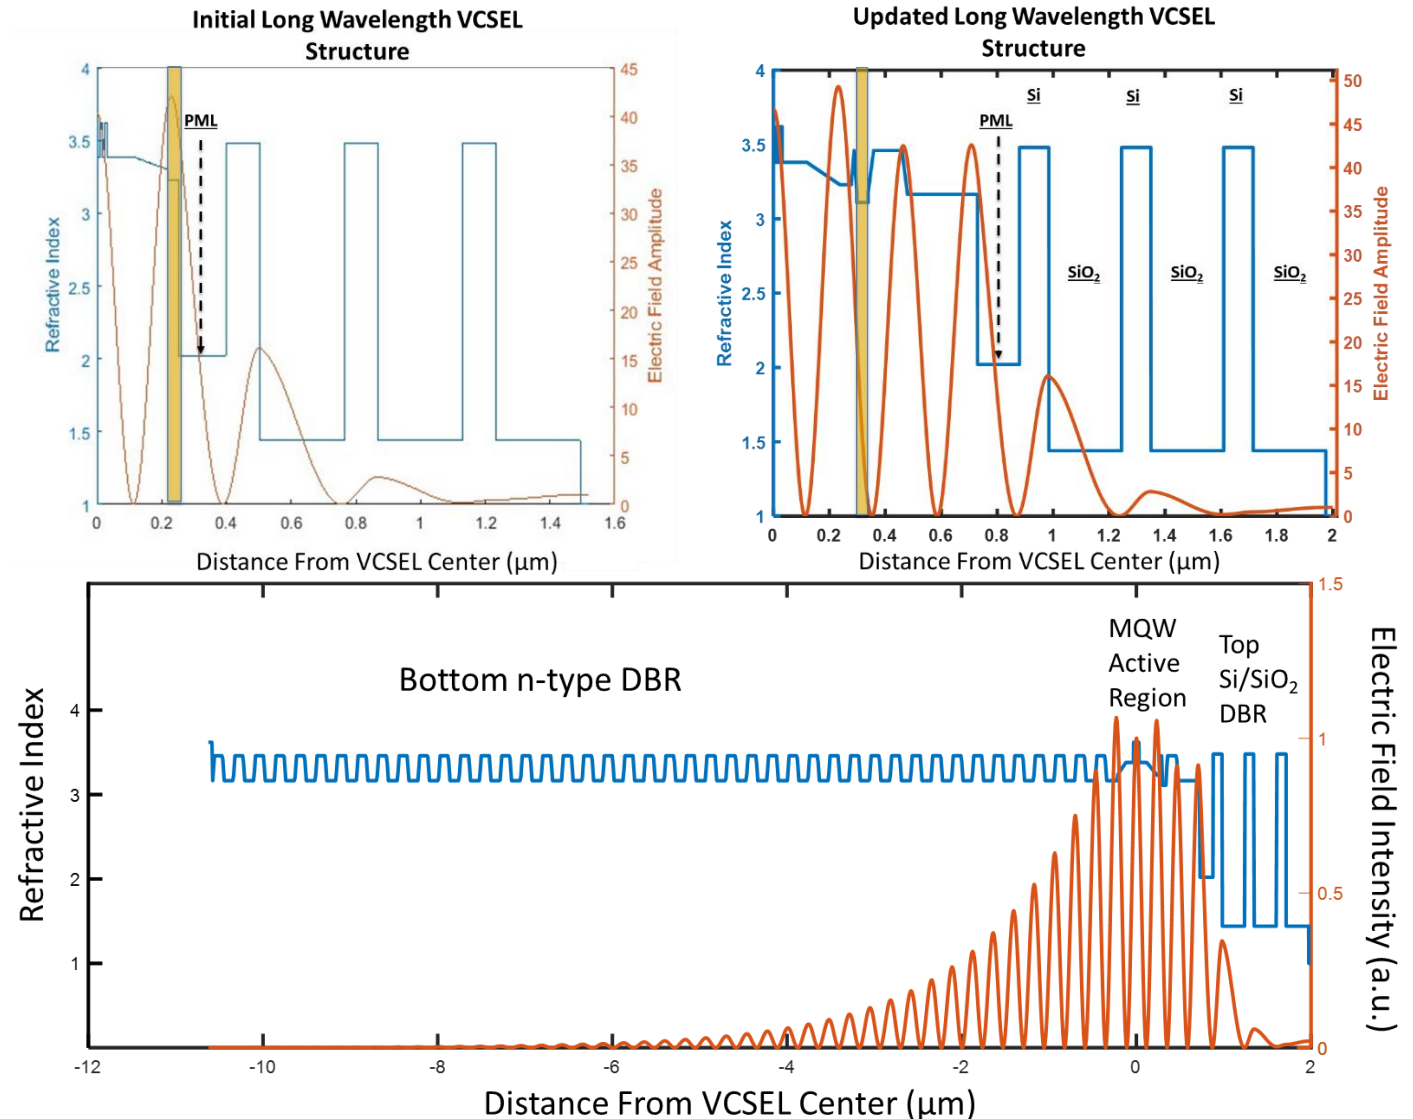 Initial Long Wavelength VCSEL
Structure
4
3.5
3
2.5
2
1.5
1
Refractive Index
PML
45
40
35
30
25
20
15
10
5
0
Electric Field Amplitude
0 0.2 0.4 0.6 0.8 1 1.2 1.4 1.6
Distance From VCSEL Center (µm)
Updated Long Wavelength VCSEL
Structure
4
3.5
3
2.5
2
1.5
1
Refractive Index
Si Si Si
PML
SiO2 SiO2 SiO2
50
45
40
35
30
25
20
15
10
5
0
Electric Field Amplitude
0 0.2 0.4 0.6 0.8 1 1.2 1.4 1.6 1.8 2
Distance From VCSEL Center (µm)
Refractive Index
4
3
2
1
Bottom n-type DBR
MQW
Active
Region
Top
Si/SiO2
DBR
1.5
1
0.5
0
Electric Field Intensity (a.u.)
-12 -10 -8 -6 -4 -2 0 2
Distance From VCSEL Center (µm)